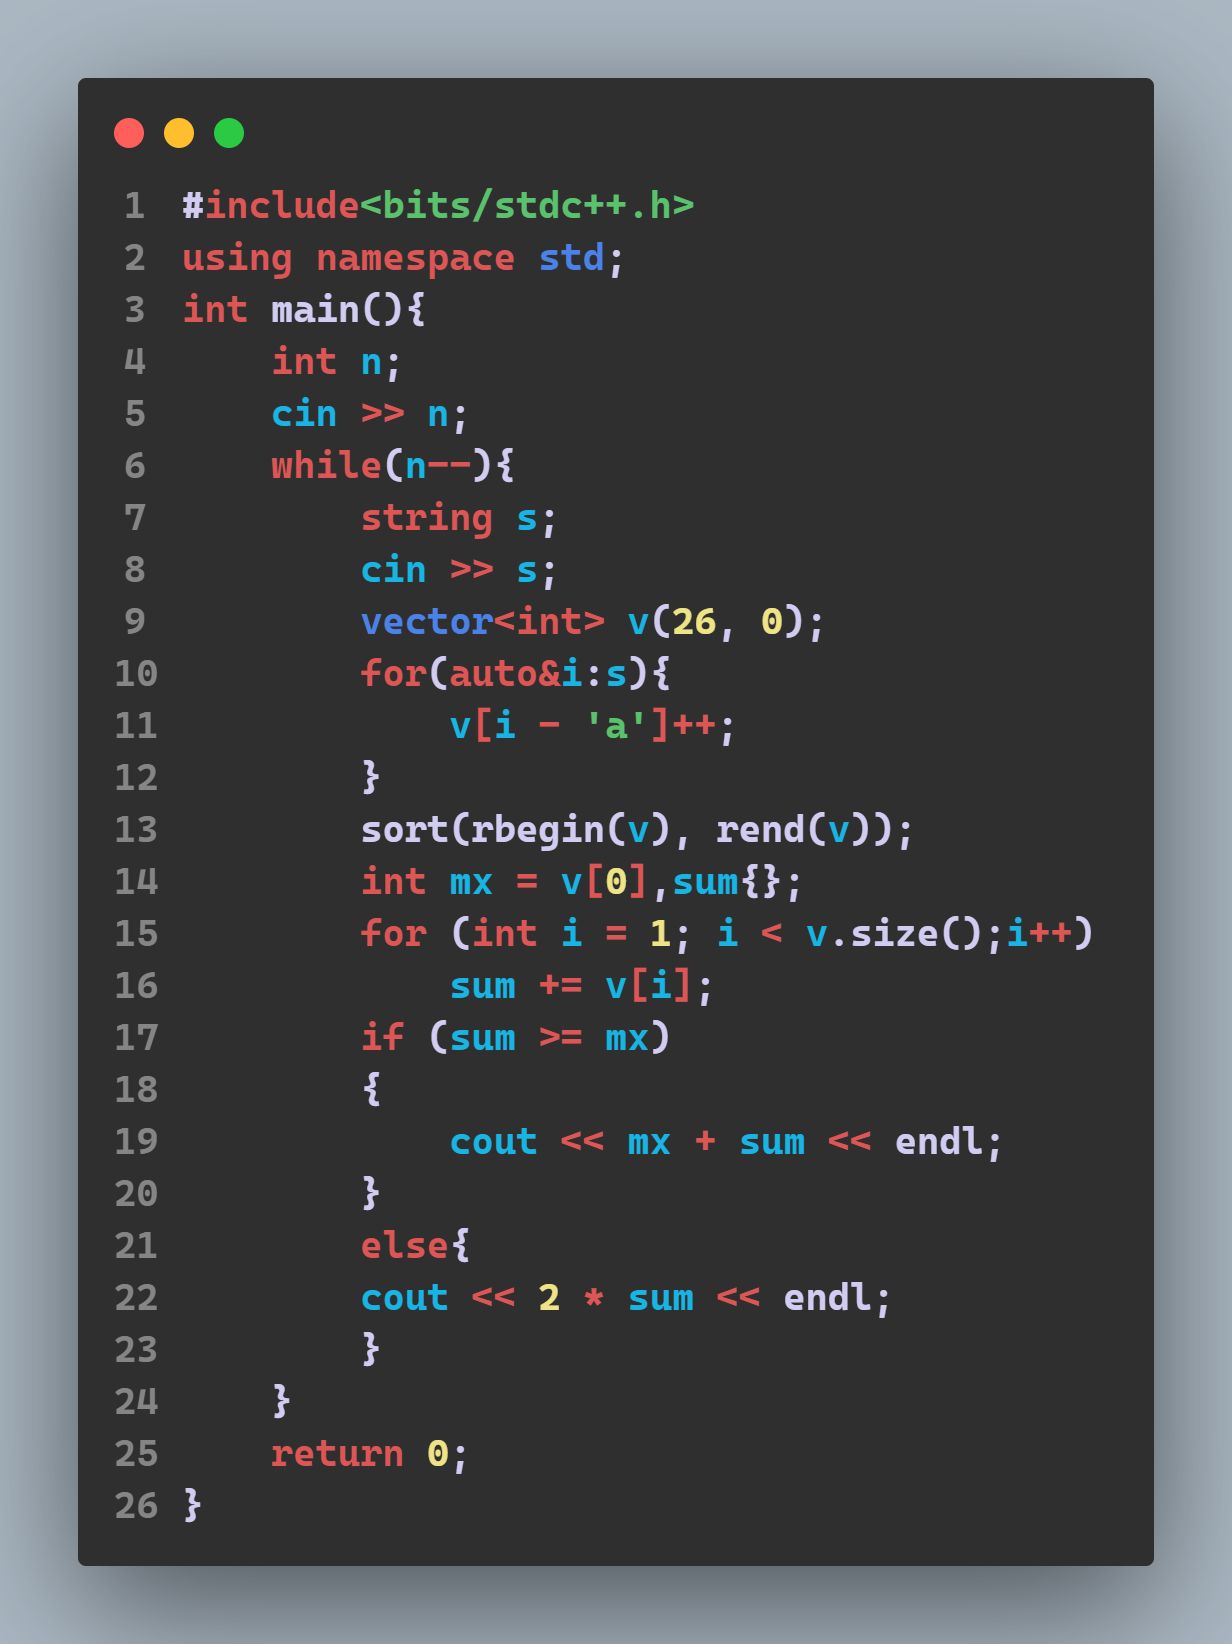 1 #include<bits/stdc++.h>
2 using namespace std;
3 int main(){
4     int n;
5     cin >> n;
6     while(n--){
7         string s;
8         cin >> s;
9         vector<int> v(26, 0);
10         for(auto&i:s){
11             v[i - 'a']++;
12         }
13         sort(rbegin(v), rend(v));
14         int mx = v[0],sum{};
15         for (int i = 1; i < v.size();i++)
16             sum += v[i];
17         if (sum >= mx)
18         {
19             cout << mx + sum << endl;
20         }
21         else{
22         cout << 2 * sum << endl;
23         }
24     }
25     return 0;
26 }